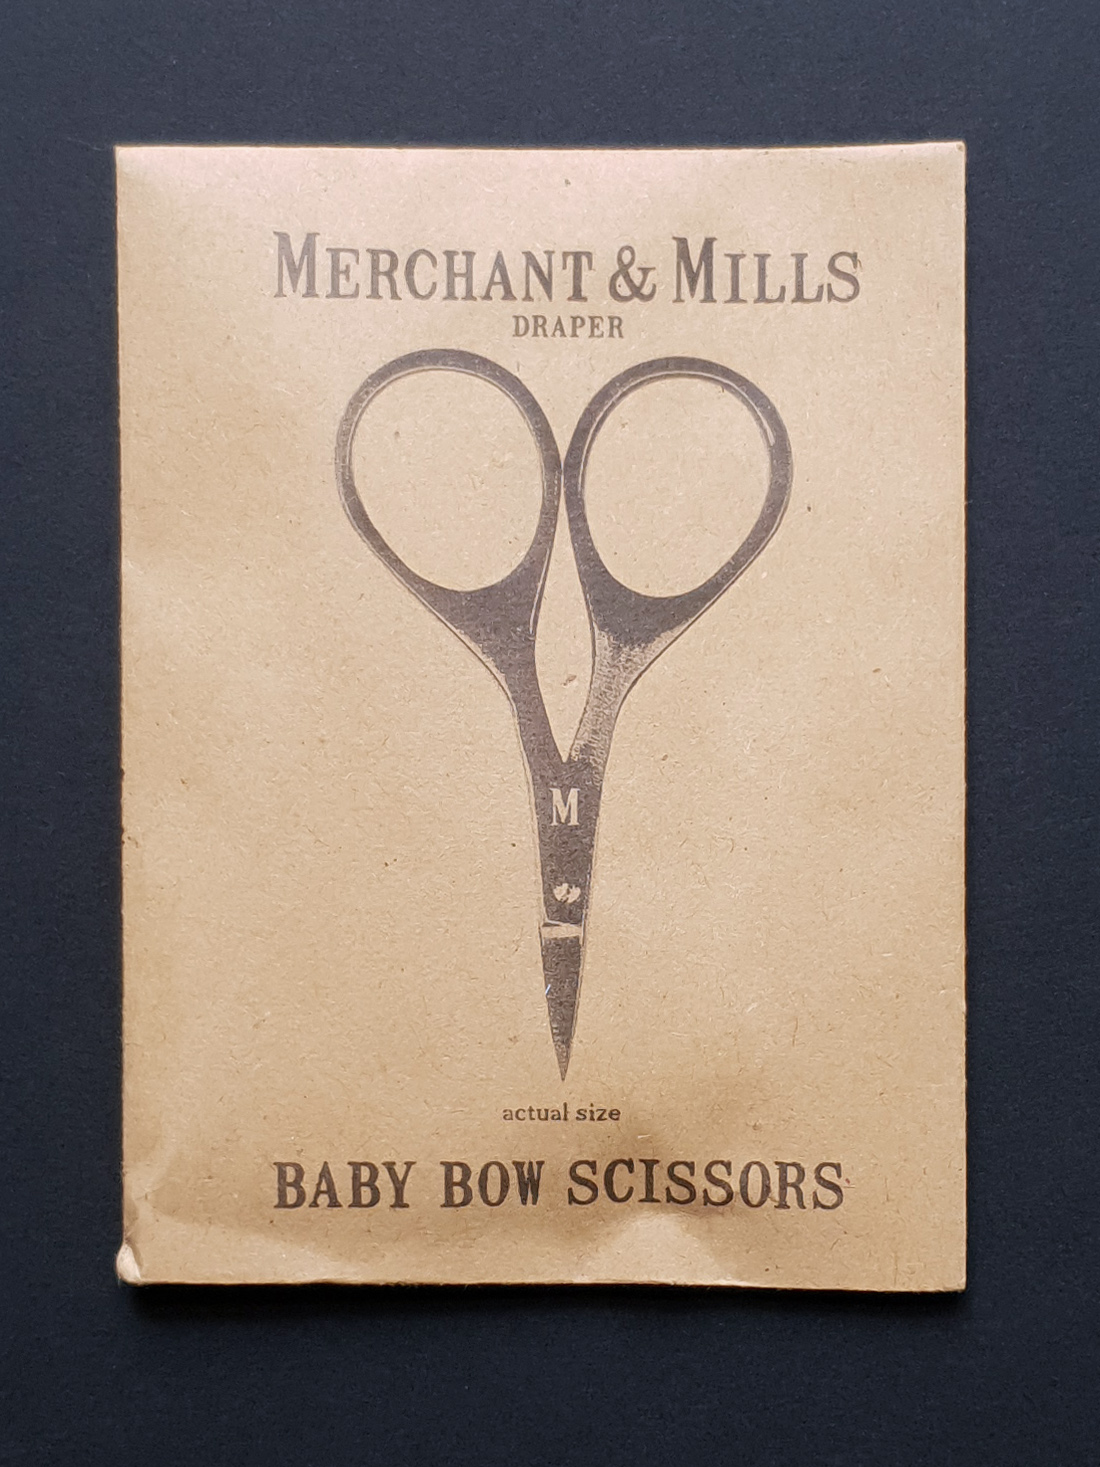 MERCHANT & MILLS
DRAPER
M
actual size
BABY BOW SCISSORS